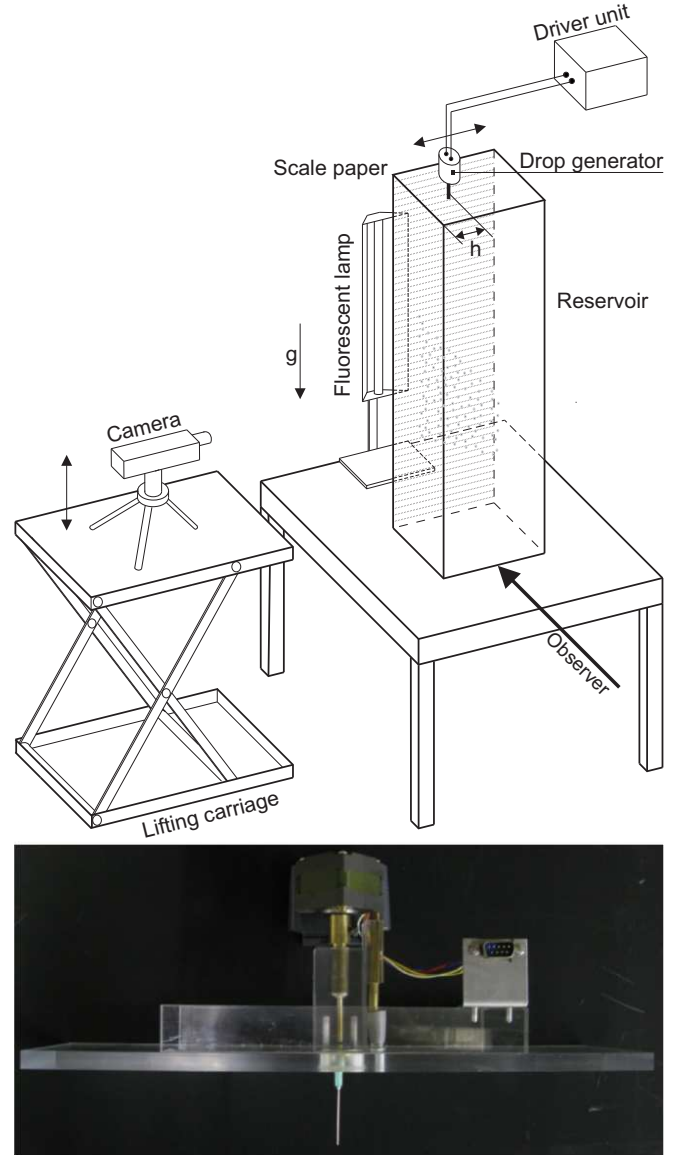 Driver unit
Scale paper
Drop generator
h
Fluorescent lamp
Reservoir
g
Camera
Observer
Lifting carriage